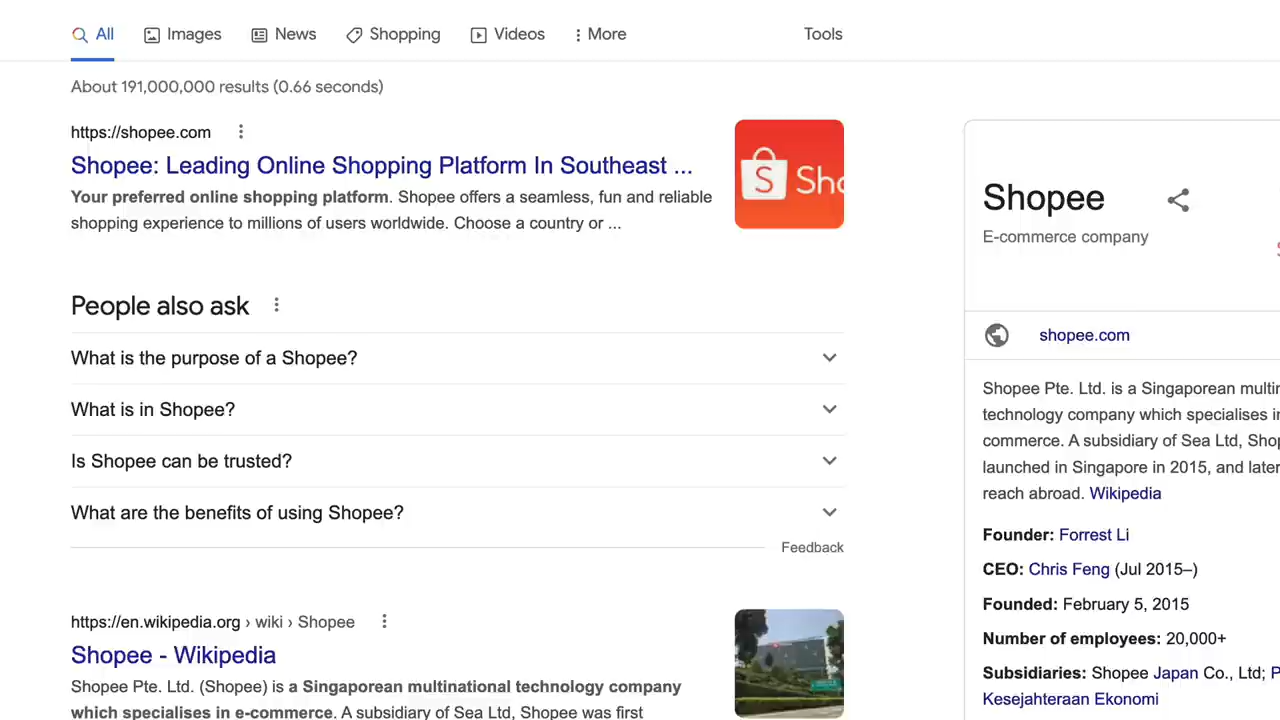 All Images News Shopping Videos More Tools
About 191,000,000 results (0.66 seconds)
https://shopee.com
Shopee: Leading Online Shopping Platform In Southeast ...
Your preferred online shopping platform. Shopee offers a seamless, fun and reliable
shopping experience to millions of users worldwide. Choose a country or ...
People also ask
What is the purpose of a Shopee?
What is in Shopee?
Is Shopee can be trusted?
What are the benefits of using Shopee?
Feedback
https://en.wikipedia.org › wiki › Shopee
Shopee - Wikipedia
Shopee Pte. Ltd. (Shopee) is a Singaporean multinational technology company
which specialises in e-commerce. A subsidiary of Sea Ltd, Shopee was first
Shopee
E-commerce company
shopee.com
Shopee Pte. Ltd. is a Singaporean
technology company which specialises in
commerce. A subsidiary of Sea Ltd,
launched in Singapore in 2015, and later
reach abroad. Wikipedia
Founder: Forrest Li
CEO: Chris Feng (Jul 2015–)
Founded: February 5, 2015
Number of employees: 20,000+
Subsidiaries: Shopee Japan Co., Ltd;
Kesejahteraan Ekonomi